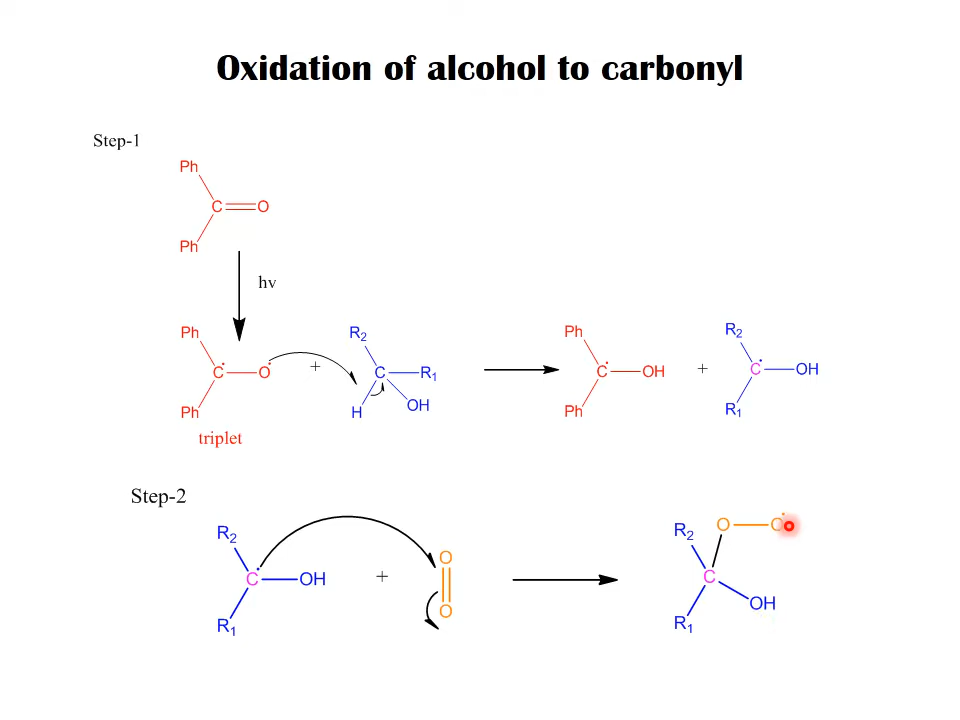 Oxidation of alcohol to carbonyl
Step-1
Ph
C O
Ph
hv
Ph R₂ Ph R₂
C O + C R₁ C OH + C OH
Ph H OH Ph R₁
triplet
Step-2
R₂ O R₂ O
C OH + C
R₁ O R₁ OH